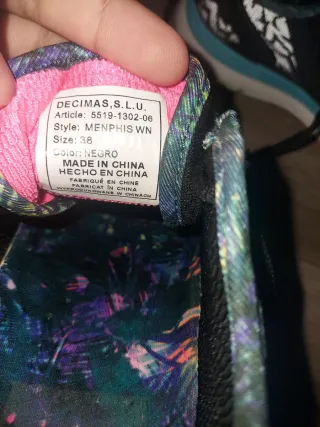 DECIMAS,S.L.U.
Article: 5519-1302-06
Style: MENPHIS WN
Size: 38
Color: NEGRO
MADE IN CHINA
HECHO EN CHINA
FABRIQUÉ EN CHINE
FABRICAT IN CHINA